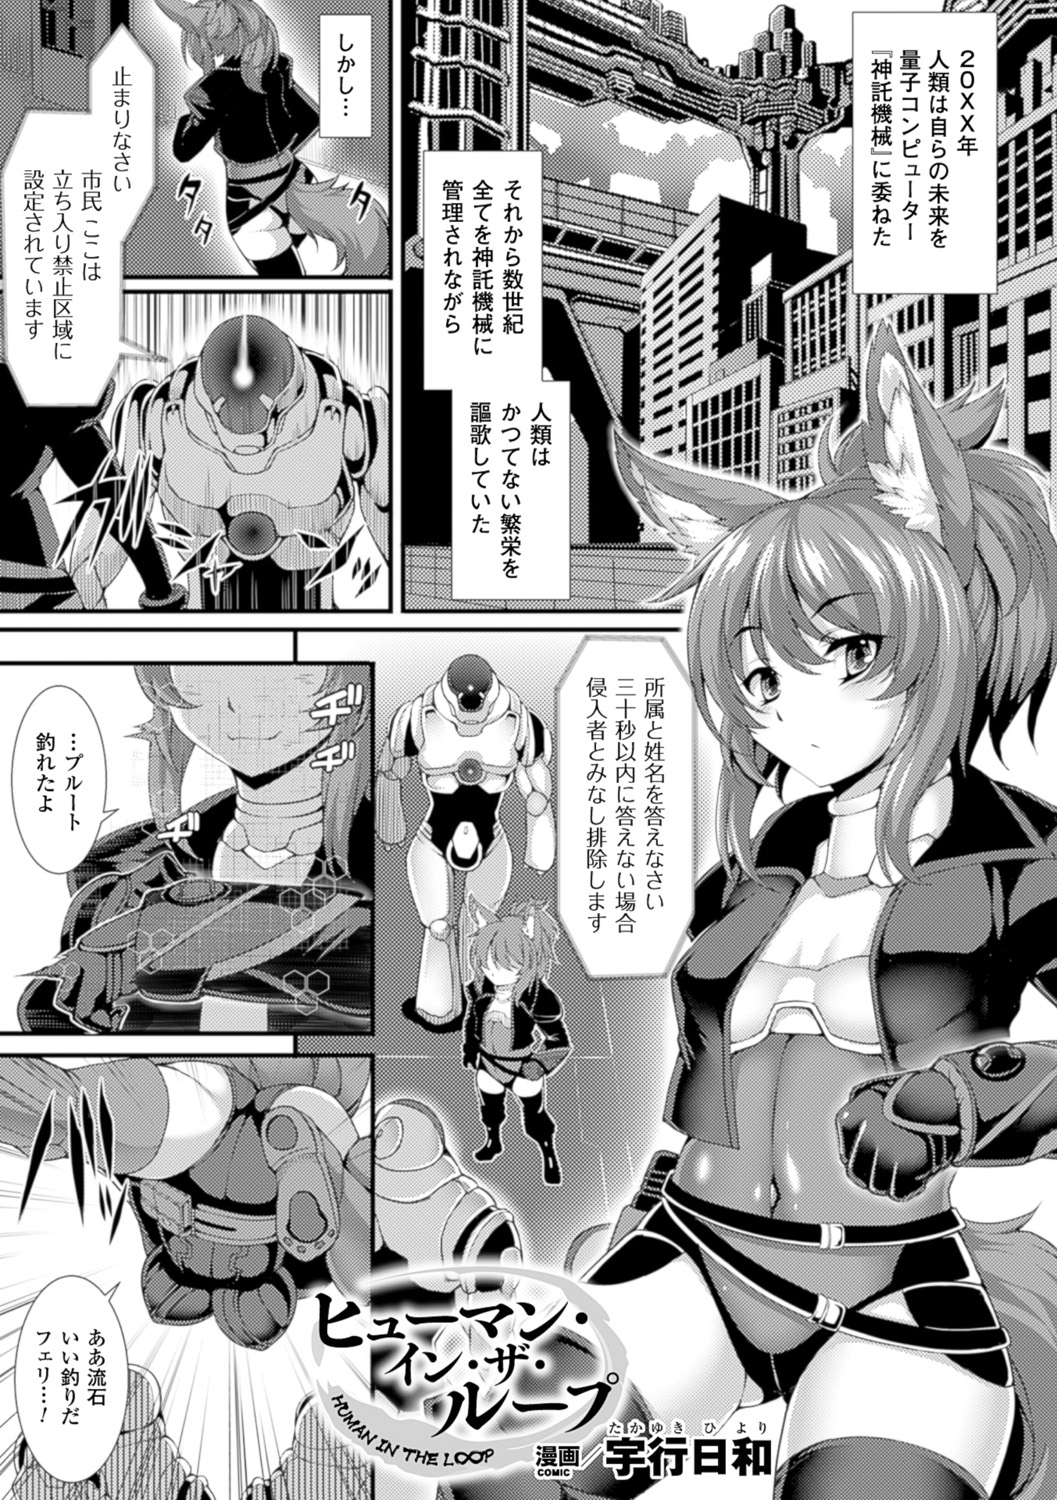 20XX年
人類は自らの未来を
量子コンピューター
『神託機械』に委ねた
それから数世紀
全てを神託機械に
管理されながら
人類は
かつてない繁栄を
謳歌していた
しかし…
タタ
タタ
止まりなさい
市民 ここは
立ち入り禁止区域に
設定されています
所属と姓名を答えなさい
三十秒以内に答えない場合
侵入者とみなし排除します
ヂヂ
ヂヂ
…プルート
釣れたよ
ああ流石
いい釣りだ
フェリ…！
ヒューマン・
イン・ザ・
ループ
HUMAN IN THE LOOP
たかゆき ひより
漫画/宇行日和
COMIC